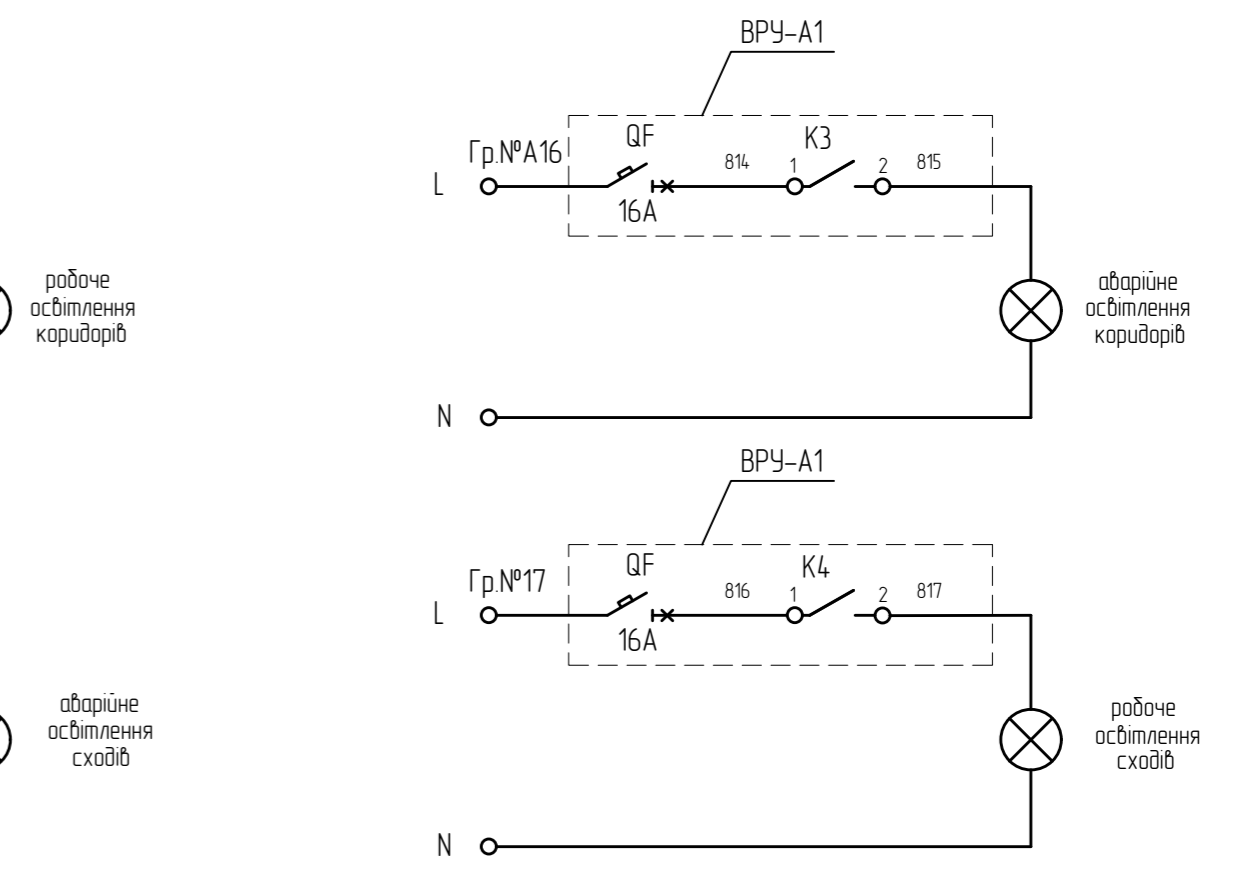 ВРУ-А1
Гр.№А16
QF
К3
L
814
1
2
815
16А
робоче
освітлення
коридорів
аварійне
освітлення
коридорів
N
ВРУ-А1
Гр.№17
QF
К4
L
816
1
2
817
16А
аварійне
освітлення
сходів
робоче
освітлення
сходів
N